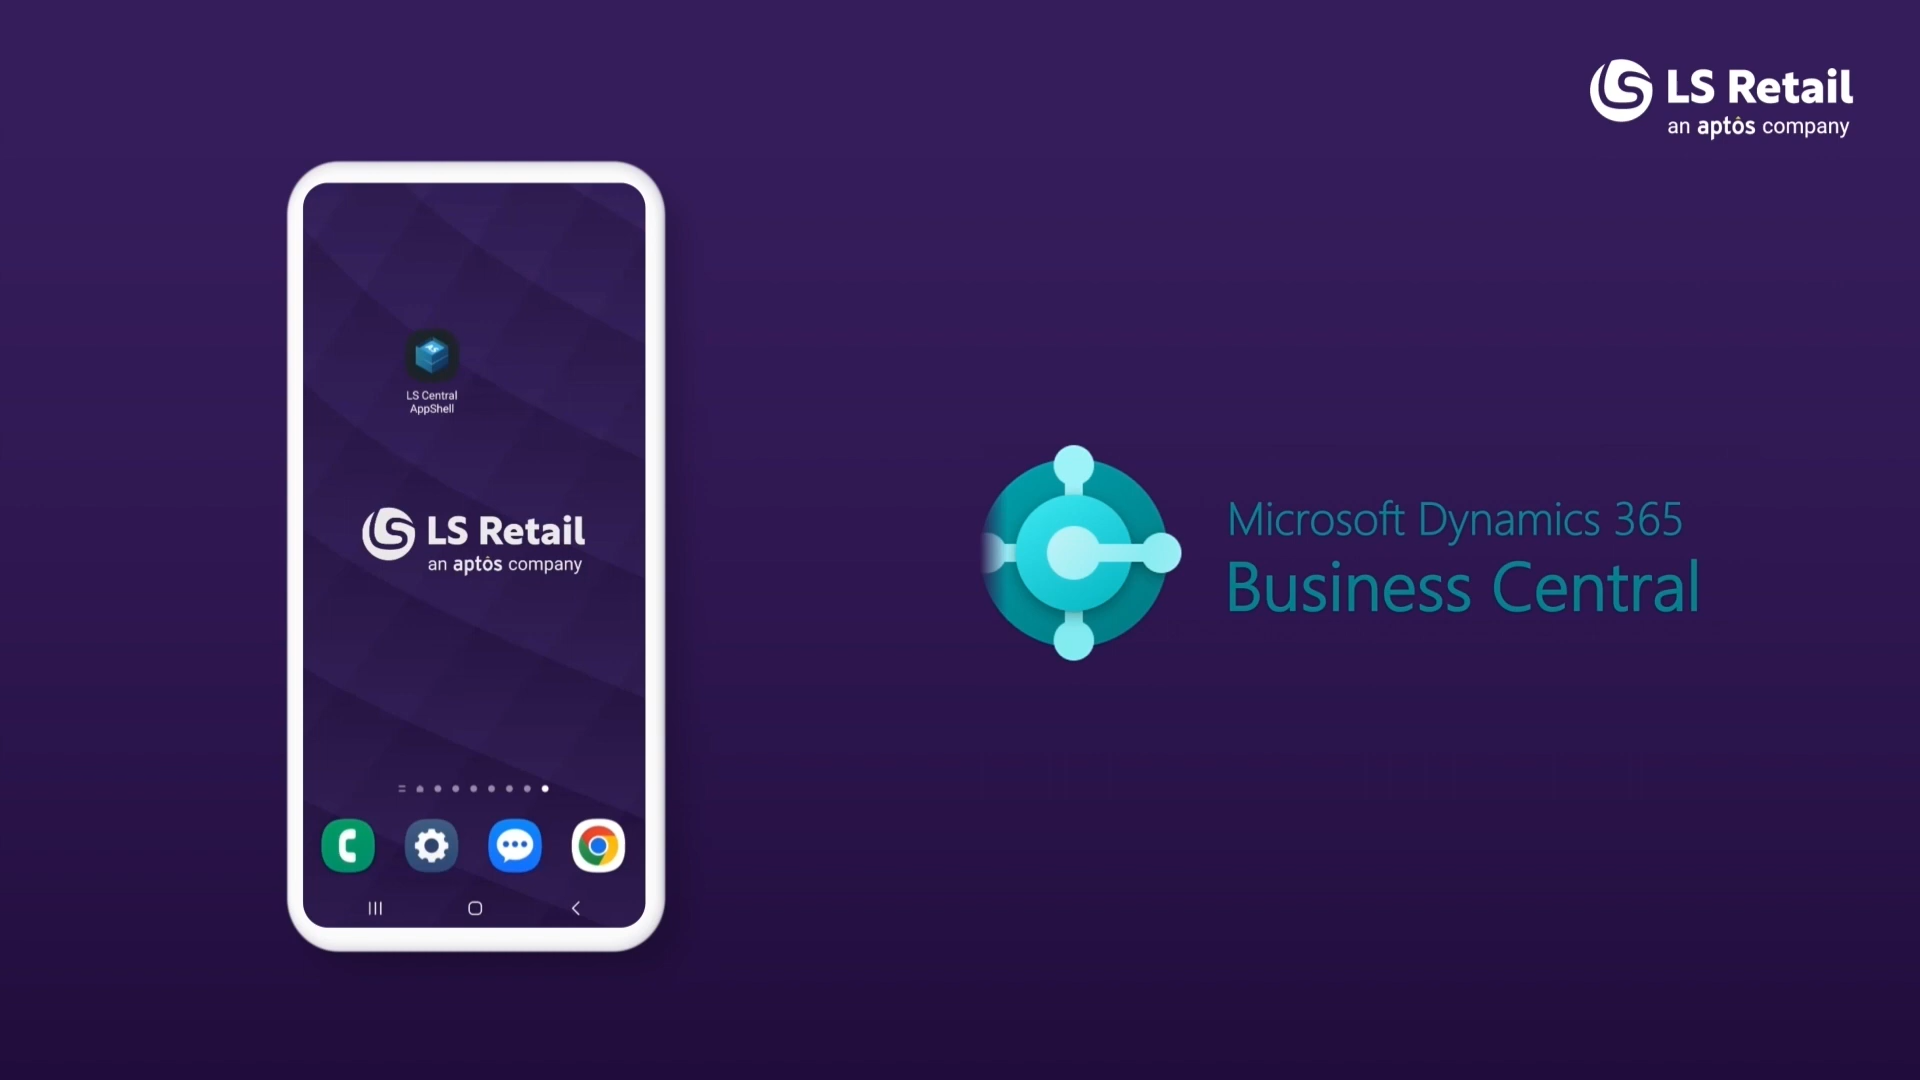 LS Retail
an aptos company
LS Central
AppShell
LS Retail
an aptos company
Microsoft Dynamics 365
Business Central